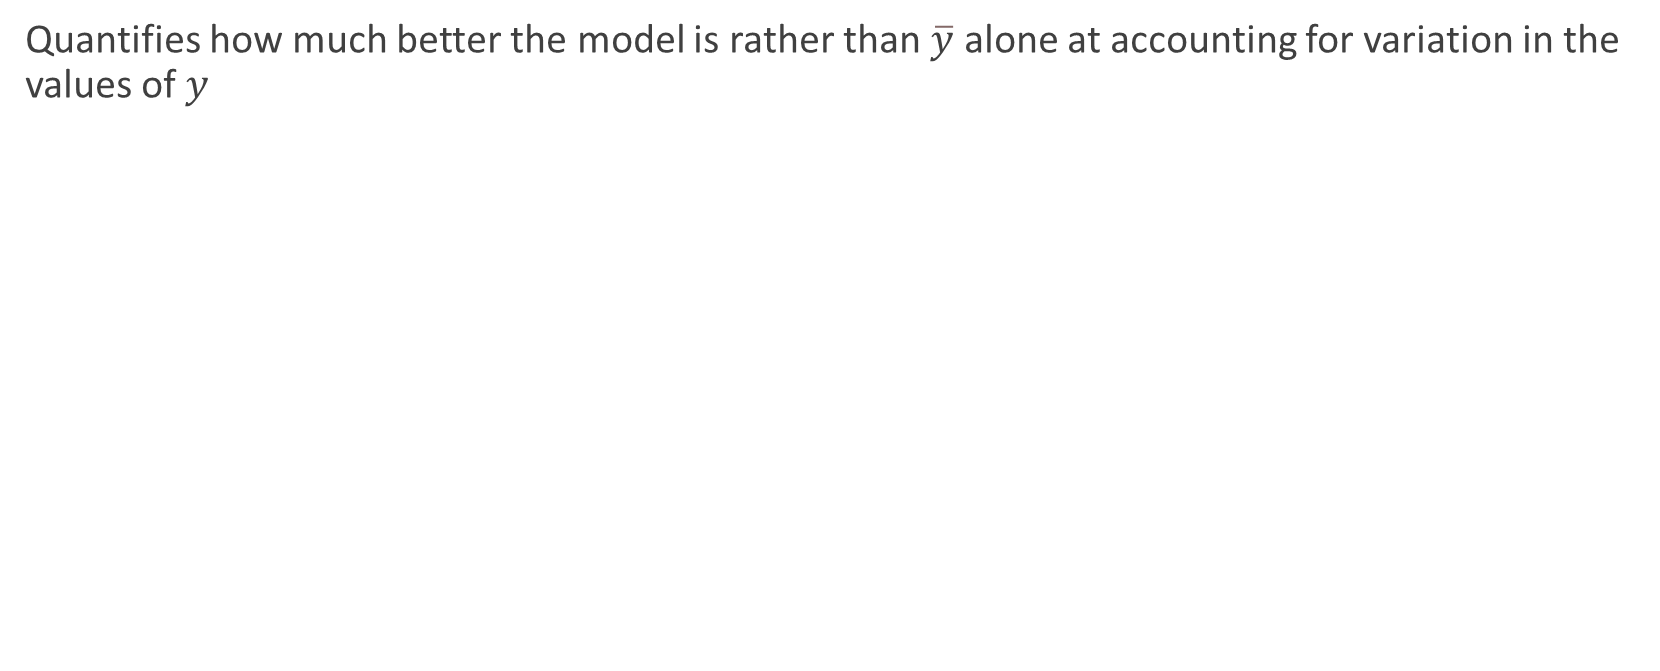 Quantifies how much better the model is rather than y̅ alone at accounting for variation in the
values of y